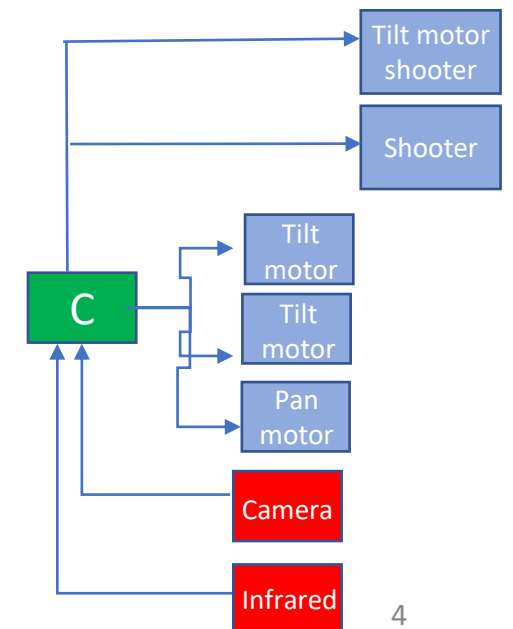 Tilt motor
shooter
Shooter
Tilt
motor
C
Tilt
motor
Pan
motor
Camera
Infrared
4